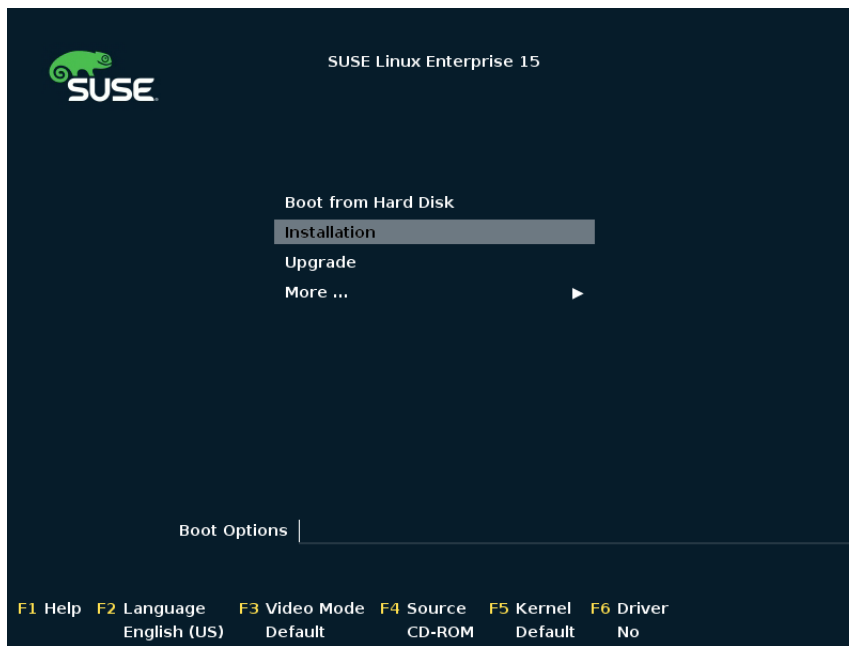 SUSE
SUSE Linux Enterprise 15
Boot from Hard Disk
Installation
Upgrade
More ...
Boot Options
F1 Help F2 Language F3 Video Mode F4 Source F5 Kernel F6 Driver
English (US) Default CD-ROM Default No